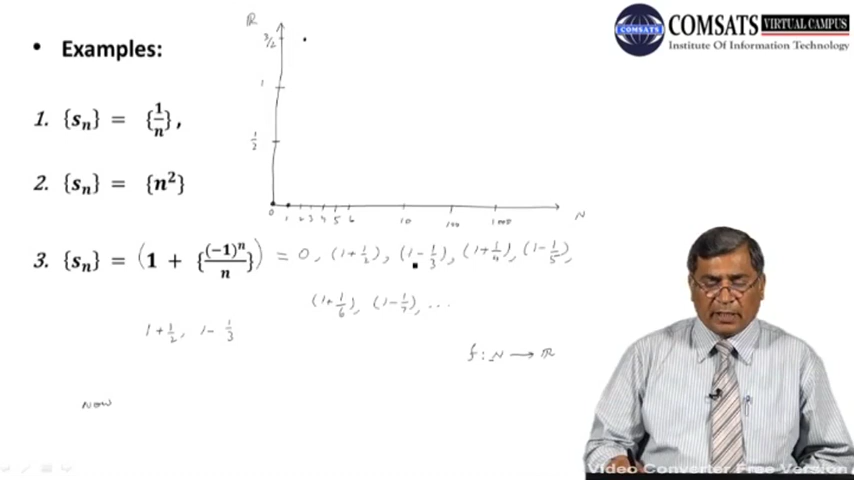 COMSATS VIRTUAL CAMPUS
Institute Of Information Technology
COMSATS
• Examples:
ℝ
3/2
1
1/2
0 1 2 3 4 5 6 10 100 1000 N
1. {sₙ} = {1/n},
2. {sₙ} = {n²}
3. {sₙ} = (1 + {(-1)ⁿ/n}) = 0, (1+1/2), (1-1/3), (1+1/4), (1-1/5),
(1+1/6), (1-1/7), ...
1+1/2, 1-1/3
f: N → ℝ
Now
Video Converter Free Version